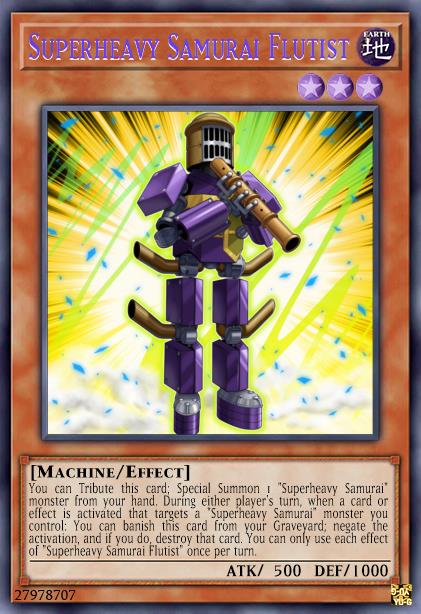 Superheavy Samurai Flutist
EARTH
地
[Machine/Effect]
You can Tribute this card; Special Summon 1 "Superheavy Samurai"
monster from your hand. During either player's turn, when a card or
effect is activated that targets a "Superheavy Samurai" monster you
control: You can banish this card from your Graveyard; negate the
activation, and if you do, destroy that card. You can only use each effect
of "Superheavy Samurai Flutist" once per turn.
ATK/ 500 DEF/1000
27978707